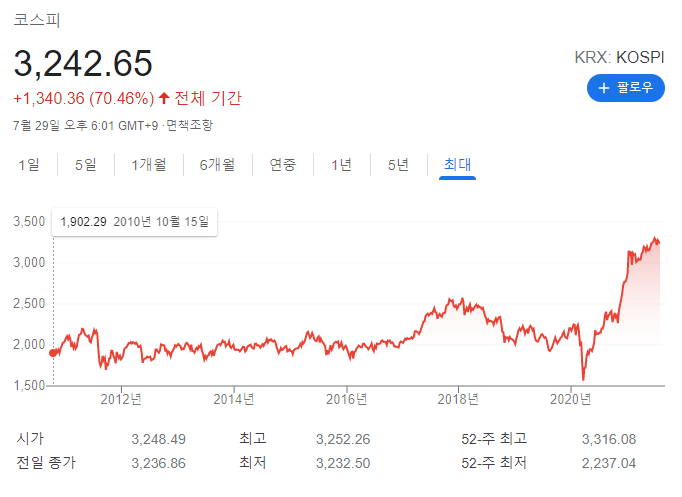 코스피
3,242.65
KRX: KOSPI
+1,340.36 (70.46%) ↑ 전체 기간
+ 팔로우
7월 29일 오후 6:01 GMT+9 · 면책조항
1일 5일 1개월 6개월 연중 1년 5년 최대
1,902.29 2010년 10월 15일
3,500
3,000
2,500
2,000
1,500
2012년 2014년 2016년 2018년 2020년
시가 3,248.49 최고 3,252.26 52-주 최고 3,316.08
전일 종가 3,236.86 최저 3,232.50 52-주 최저 2,237.04